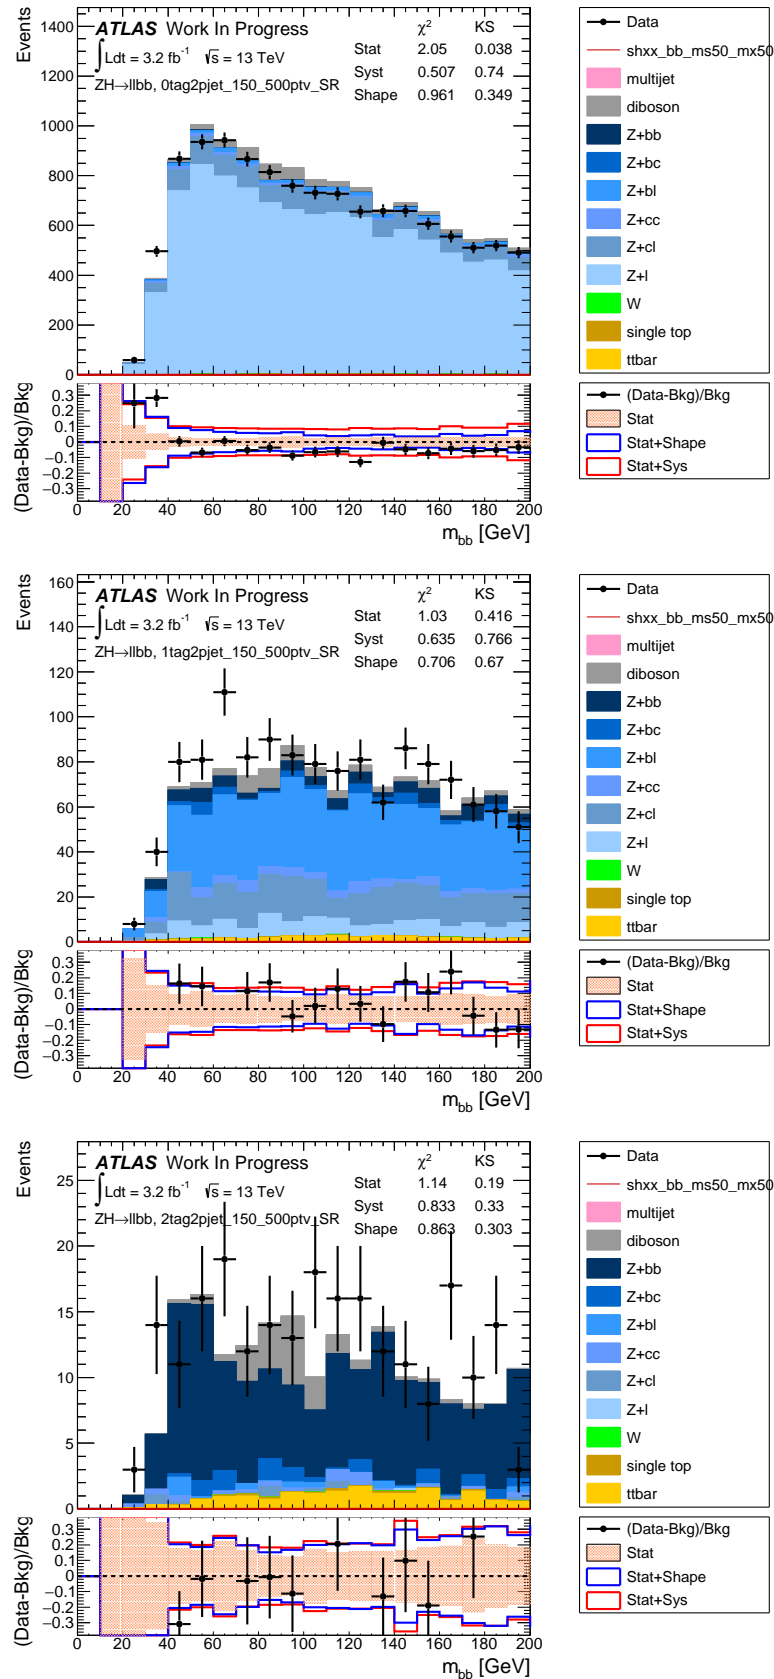 Events
1400
1200
1000
800
600
400
200
0
ATLAS Work In Progress
∫Ldt = 3.2 fb⁻¹ √s = 13 TeV
ZH→llbb, 0tag2pjet_150_500ptv_SR
χ² KS
Stat 2.05 0.038
Syst 0.507 0.74
Shape 0.961 0.349
Data
shxx_bb_ms50_mx50
multijet
diboson
Z+bb
Z+bc
Z+bl
Z+cc
Z+cl
Z+l
W
single top
ttbar
(Data-Bkg)/Bkg
0.3
0.2
0.1
0
−0.1
−0.2
−0.3
0 20 40 60 80 100 120 140 160 180 200
m_bb [GeV]
(Data-Bkg)/Bkg
Stat
Stat+Shape
Stat+Sys
Events
160
140
120
100
80
60
40
20
0
ATLAS Work In Progress
∫Ldt = 3.2 fb⁻¹ √s = 13 TeV
ZH→llbb, 1tag2pjet_150_500ptv_SR
χ² KS
Stat 1.03 0.416
Syst 0.635 0.766
Shape 0.706 0.67
Data
shxx_bb_ms50_mx50
multijet
diboson
Z+bb
Z+bc
Z+bl
Z+cc
Z+cl
Z+l
W
single top
ttbar
(Data-Bkg)/Bkg
0.3
0.2
0.1
0
−0.1
−0.2
−0.3
0 20 40 60 80 100 120 140 160 180 200
m_bb [GeV]
(Data-Bkg)/Bkg
Stat
Stat+Shape
Stat+Sys
Events
25
20
15
10
5
0
ATLAS Work In Progress
∫Ldt = 3.2 fb⁻¹ √s = 13 TeV
ZH→llbb, 2tag2pjet_150_500ptv_SR
χ² KS
Stat 1.14 0.19
Syst 0.833 0.33
Shape 0.863 0.303
Data
shxx_bb_ms50_mx50
multijet
diboson
Z+bb
Z+bc
Z+bl
Z+cc
Z+cl
Z+l
W
single top
ttbar
(Data-Bkg)/Bkg
0.3
0.2
0.1
0
−0.1
−0.2
−0.3
0 20 40 60 80 100 120 140 160 180 200
m_bb [GeV]
(Data-Bkg)/Bkg
Stat
Stat+Shape
Stat+Sys